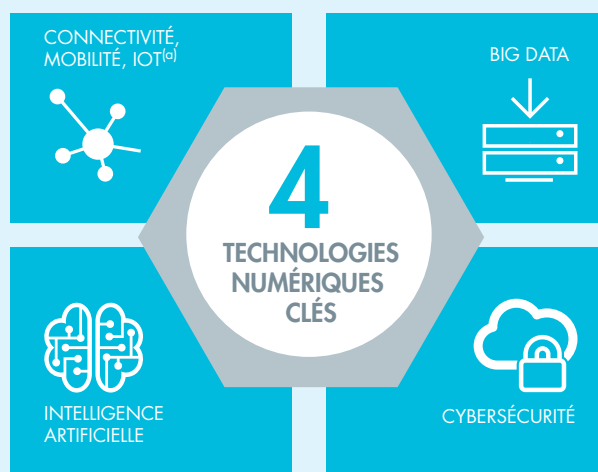 CONNECTIVITÉ,
MOBILITÉ, IOT(a)
BIG DATA
4
TECHNOLOGIES
NUMÉRIQUES
CLÉS
INTELLIGENCE
ARTIFICIELLE
CYBERSÉCURITÉ